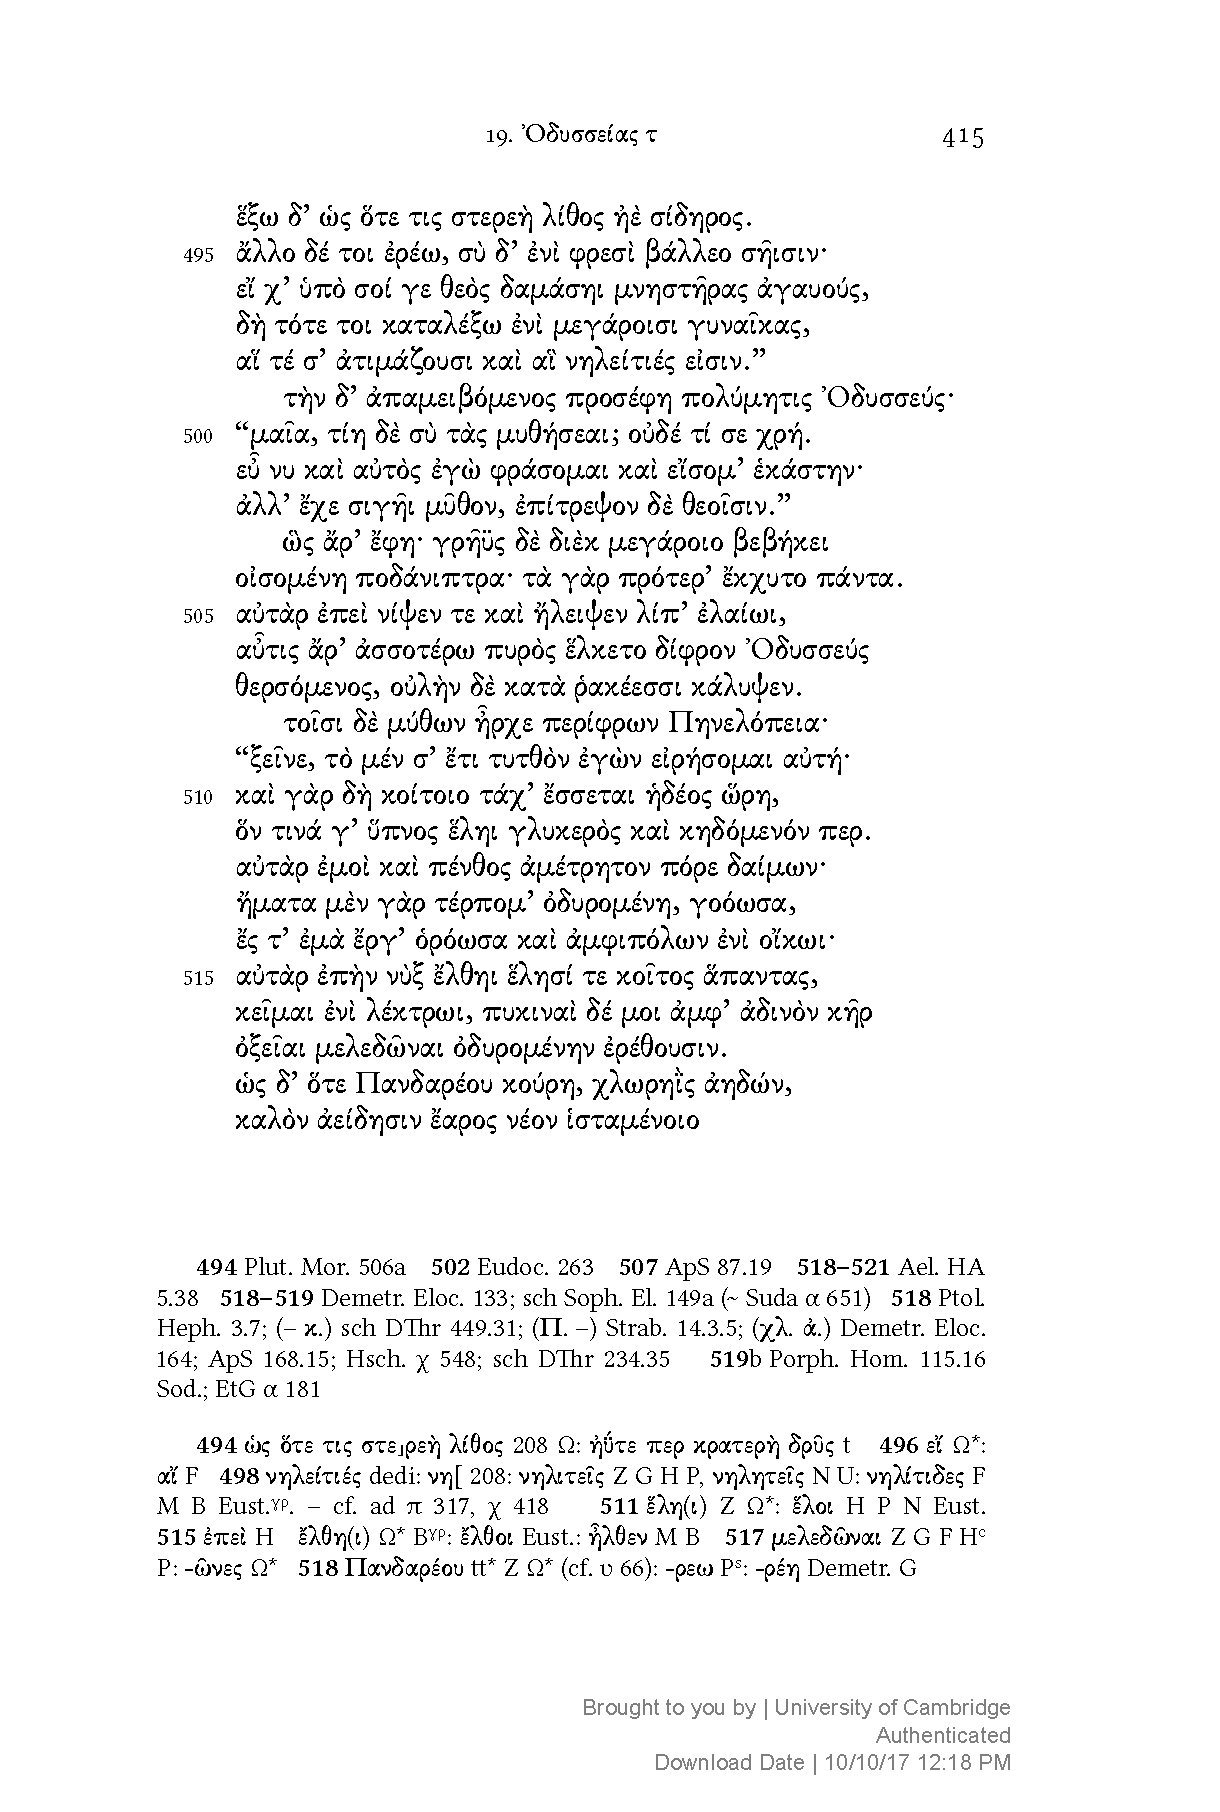 19. Ὀδυσσείας τ 415
ἕξω δ’ ὡς ὅτε τις στερεὴ λίθος ἠὲ σίδηρος.
495 ἄλλο δέ τοι ἐρέω, σὺ δ’ ἐνὶ φρεσὶ βάλλεο σῆισιν·
εἴ χ’ ὑπὸ σοί γε θεὸς δαμάσηι μνηστῆρας ἀγαυούς,
δὴ τότε τοι καταλέξω ἐνὶ μεγάροισι γυναῖκας,
αἵ τέ σ’ ἀτιμάζουσι καὶ αἳ νηλείτιές εἰσιν.”
τὴν δ’ ἀπαμειβόμενος προσέφη πολύμητις Ὀδυσσεύς·
500 “μαῖα, τίη δὲ σὺ τὰς μυθήσεαι; οὐδέ τί σε χρή.
εὖ νυ καὶ αὐτὸς ἐγὼ φράσομαι καὶ εἴσομ’ ἑκάστην·
ἀλλ’ ἔχε σιγῆι μῦθον, ἐπίτρεψον δὲ θεοῖσιν.”
ὣς ἄρ’ ἔφη· γρῆϋς δὲ διὲκ μεγάροιο βεβήκει
οἰσομένη ποδάνιπτρα· τὰ γὰρ πρότερ’ ἔκχυτο πάντα.
505 αὐτὰρ ἐπεὶ νίψεν τε καὶ ἤλειψεν λίπ’ ἐλαίωι,
αὖτις ἄρ’ ἀσσοτέρω πυρὸς ἕλκετο δίφρον Ὀδυσσεύς
θερσόμενος, οὐλὴν δὲ κατὰ ῥακέεσσι κάλυψεν.
τοῖσι δὲ μύθων ἦρχε περίφρων Πηνελόπεια·
“ξεῖνε, τὸ μέν σ’ ἔτι τυτθὸν ἐγὼν εἰρήσομαι αὐτή·
510 καὶ γὰρ δὴ κοίτοιο τάχ’ ἔσσεται ἡδέος ὥρη,
ὅν τινά γ’ ὕπνος ἕληι γλυκερὸς καὶ κηδόμενόν περ.
αὐτὰρ ἐμοὶ καὶ πένθος ἀμέτρητον πόρε δαίμων·
ἤματα μὲν γὰρ τέρπομ’ ὀδυρομένη, γοόωσα,
ἔς τ’ ἐμὰ ἔργ’ ὁρόωσα καὶ ἀμφιπόλων ἐνὶ οἴκωι·
515 αὐτὰρ ἐπὴν νὺξ ἔλθηι ἕλησί τε κοῖτος ἅπαντας,
κεῖμαι ἐνὶ λέκτρωι, πυκιναὶ δέ μοι ἀμφ’ ἀδινὸν κῆρ
ὀξεῖαι μελεδῶναι ὀδυρομένην ἐρέθουσιν.
ὡς δ’ ὅτε Πανδαρέου κούρη, χλωρηῒς ἀηδών,
καλὸν ἀείδησιν ἔαρος νέον ἱσταμένοιο
494 Plut. Mor. 506a 502 Eudoc. 263 507 ApS 87.19 518–521 Ael. HA
5.38 518–519 Demetr. Eloc. 133; sch Soph. El. 149a (~ Suda α 651) 518 Ptol.
Heph. 3.7; (– κ.) sch DThr 449.31; (Π. –) Strab. 14.3.5; (χλ. ἀ.) Demetr. Eloc.
164; ApS 168.15; Hsch. χ 548; sch DThr 234.35 519b Porph. Hom. 115.16
Sod.; EtG α 181
494 ὡς ὅτε τις στε⌟ρεὴ λίθος 208 Ω: ἠΰτε περ κρατερὴ δρῦς t 496 εἴ Ω*:
αἴ F 498 νηλείτιές dedi: νη[ 208: νηλιτεῖς Z G H P, νηλητεῖς N U: νηλίτιδες F
M B Eust.γρ. – cf. ad π 317, χ 418 511 ἕλη(ι) Z Ω*: ἕλοι H P N Eust.
515 ἐπεὶ H ἔλθη(ι) Ω* Bγρ: ἔλθοι Eust.: ἦλθεν M B 517 μελεδῶναι Z G F Hc
P: -ῶνες Ω* 518 Πανδαρέου tt* Z Ω* (cf. υ 66): -ρεω Ps: -ρέη Demetr. G
Brought to you by | University of Cambridge
Authenticated
Download Date | 10/10/17 12:18 PM